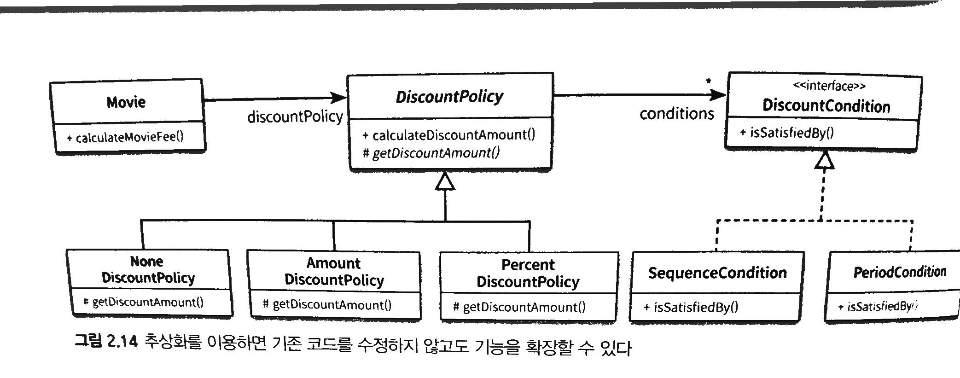 Movie
+ calculateMovieFee()
discountPolicy
DiscountPolicy
+ calculateDiscountAmount()
# getDiscountAmount()
*
conditions
<<interface>>
DiscountCondition
+ isSatisfiedBy()
None
DiscountPolicy
# getDiscountAmount()
Amount
DiscountPolicy
# getDiscountAmount()
Percent
DiscountPolicy
# getDiscountAmount()
SequenceCondition
+ isSatisfiedBy()
PeriodCondition
+ isSatisfiedBy()
그림 2.14 추상화를 이용하면 기존 코드를 수정하지 않고도 기능을 확장할 수 있다